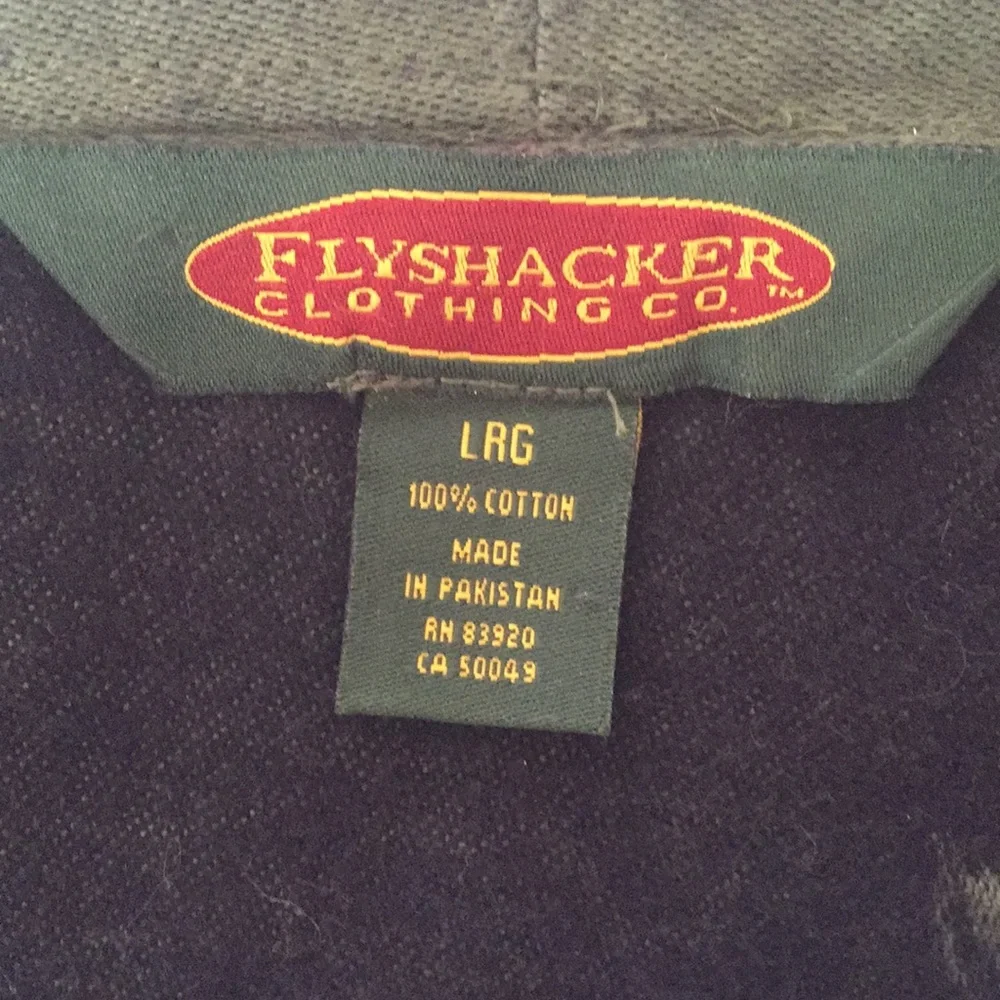 FLYSHACKER
CLOTHING CO. ™
LRG
100% COTTON
MADE
IN PAKISTAN
RN 83920
CA 50049